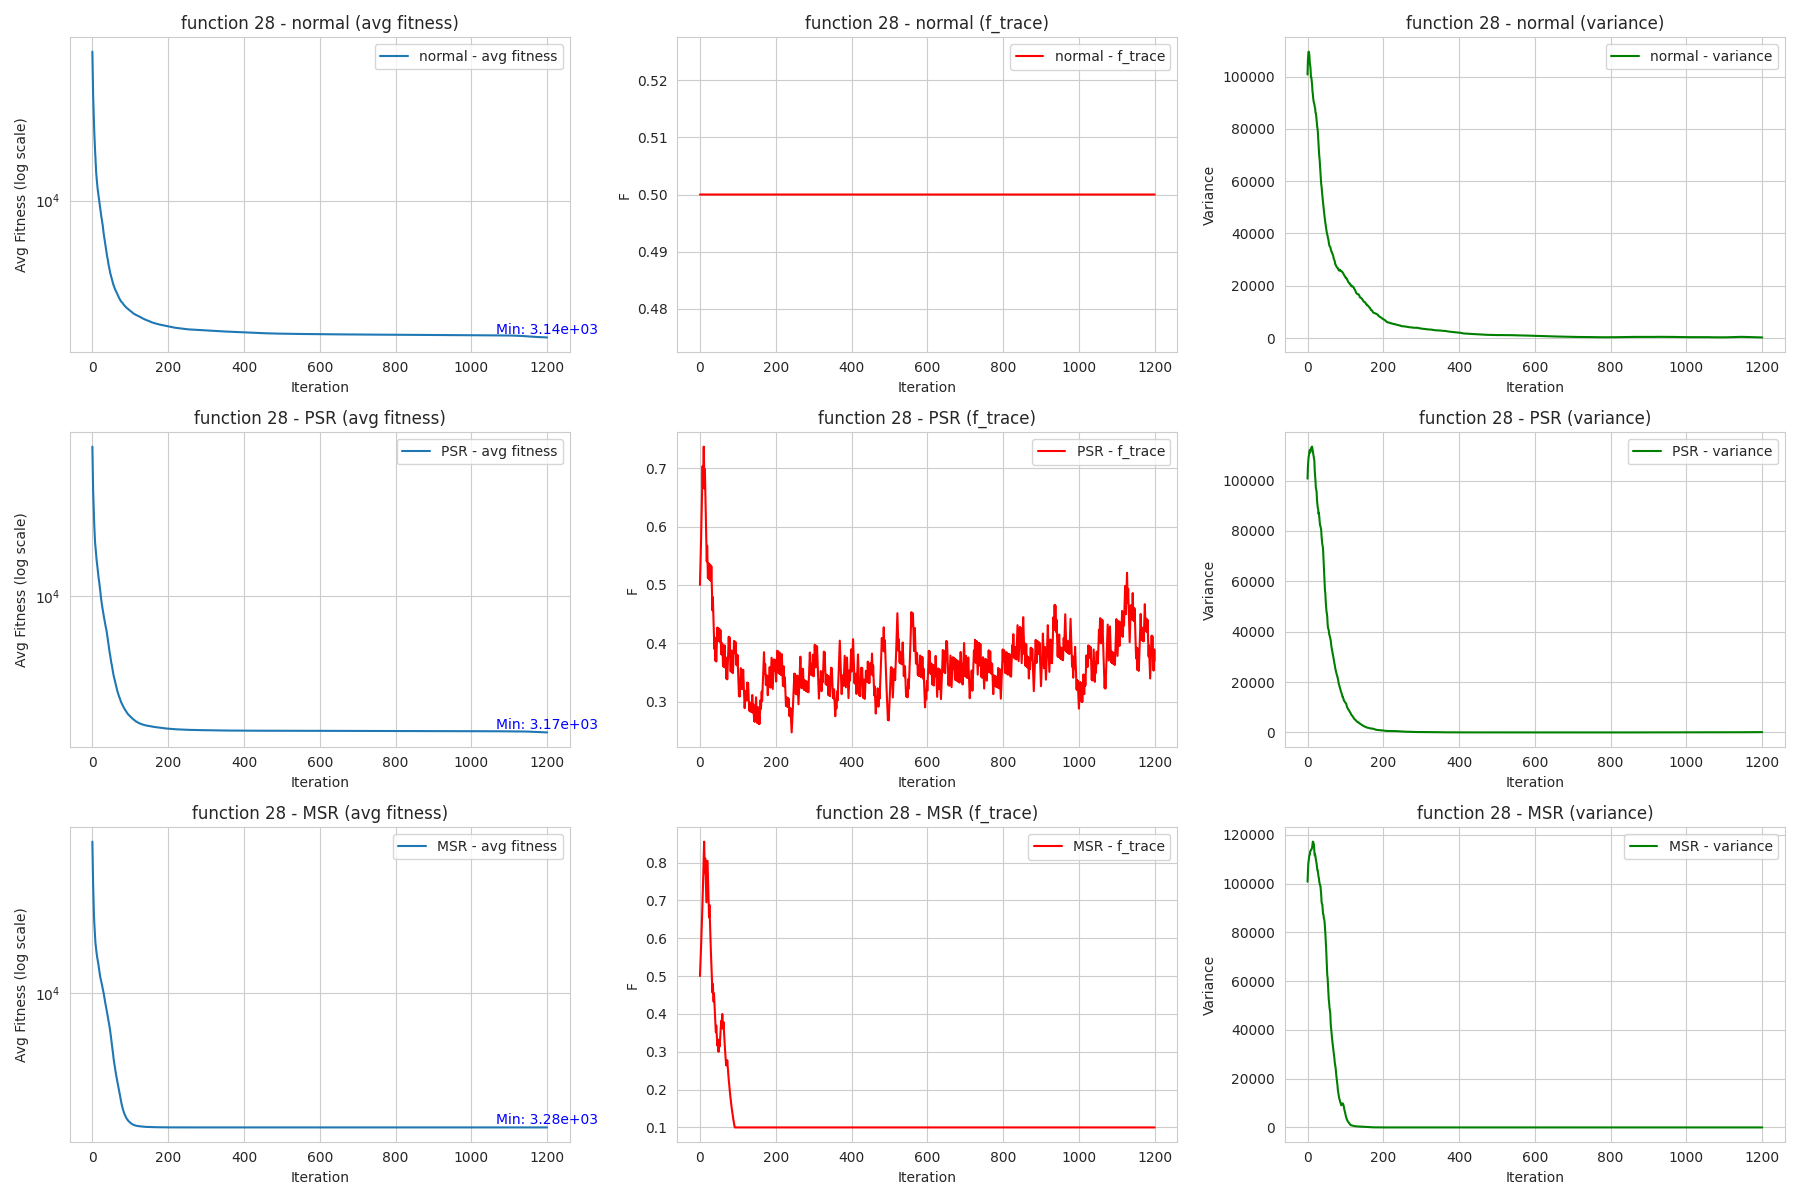 function 28 - normal (avg fitness)
Avg Fitness (log scale)
10⁴
normal - avg fitness
Min: 3.14e+03
0 200 400 600 800 1000 1200
Iteration
function 28 - normal (f_trace)
F
0.52
0.51
0.50
0.49
0.48
normal - f_trace
0 200 400 600 800 1000 1200
Iteration
function 28 - normal (variance)
Variance
100000
80000
60000
40000
20000
0
normal - variance
0 200 400 600 800 1000 1200
Iteration
function 28 - PSR (avg fitness)
Avg Fitness (log scale)
10⁴
PSR - avg fitness
Min: 3.17e+03
0 200 400 600 800 1000 1200
Iteration
function 28 - PSR (f_trace)
F
0.7
0.6
0.5
0.4
0.3
PSR - f_trace
0 200 400 600 800 1000 1200
Iteration
function 28 - PSR (variance)
Variance
100000
80000
60000
40000
20000
0
PSR - variance
0 200 400 600 800 1000 1200
Iteration
function 28 - MSR (avg fitness)
Avg Fitness (log scale)
10⁴
MSR - avg fitness
Min: 3.28e+03
0 200 400 600 800 1000 1200
Iteration
function 28 - MSR (f_trace)
F
0.8
0.7
0.6
0.5
0.4
0.3
0.2
0.1
MSR - f_trace
0 200 400 600 800 1000 1200
Iteration
function 28 - MSR (variance)
Variance
120000
100000
80000
60000
40000
20000
0
MSR - variance
0 200 400 600 800 1000 1200
Iteration